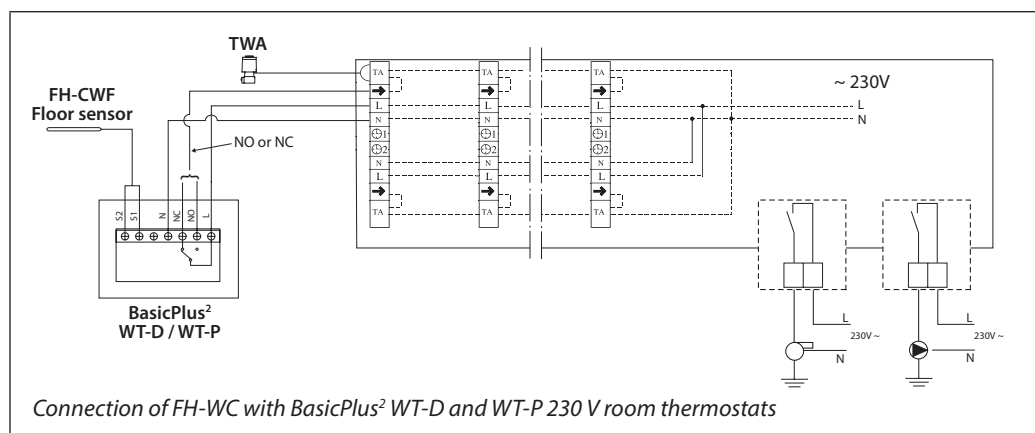 TWA
FH-CWF
Floor sensor
NO or NC
S2 S1 N NC NO L
BasicPlus²
WT-D / WT-P
TA TA TA
L L L
N N N
1 1 1
2 2 2
N N N
L L L
TA TA TA
~ 230V
L
N
L
230V ~
N
L
230V ~
N
Connection of FH-WC with BasicPlus² WT-D and WT-P 230 V room thermostats